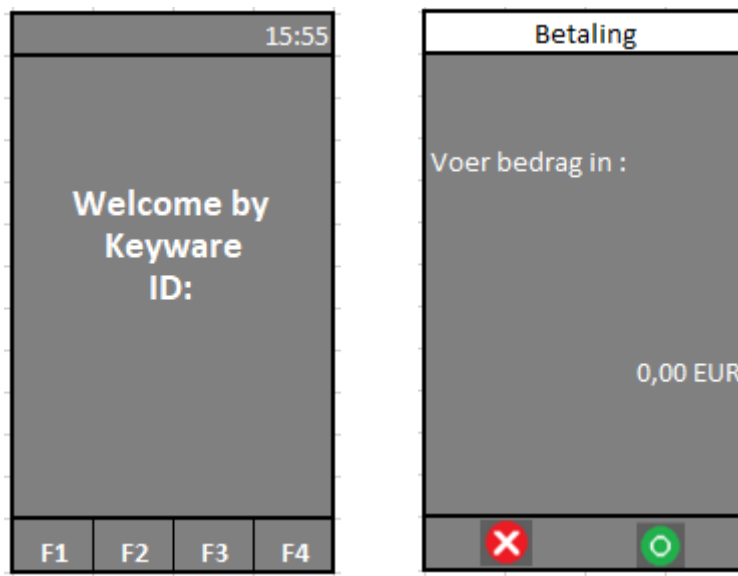 15:55
Welcome by
Keyware
ID:
F1 F2 F3 F4
Betaling
Voer bedrag in :
0,00 EUR